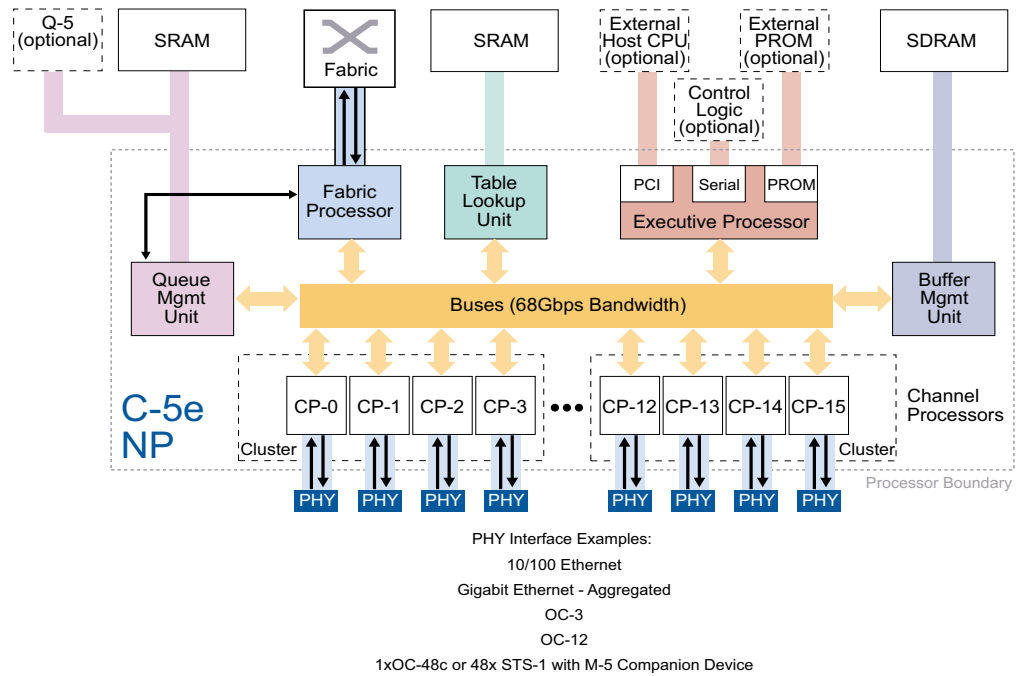 Q-5
(optional)
SRAM
Fabric
SRAM
External
Host CPU
(optional)
Control
Logic
(optional)
External
PROM
(optional)
SDRAM
Fabric
Processor
Table
Lookup
Unit
PCI
Serial
PROM
Executive Processor
Queue
Mgmt
Unit
Buses (68Gbps Bandwidth)
Buffer
Mgmt
Unit
C-5e
NP
CP-0
CP-1
CP-2
CP-3
CP-12
CP-13
CP-14
CP-15
Channel
Processors
Cluster
Cluster
Processor Boundary
PHY
PHY
PHY
PHY
PHY
PHY
PHY
PHY
PHY Interface Examples:
10/100 Ethernet
Gigabit Ethernet - Aggregated
OC-3
OC-12
1xOC-48c or 48x STS-1 with M-5 Companion Device